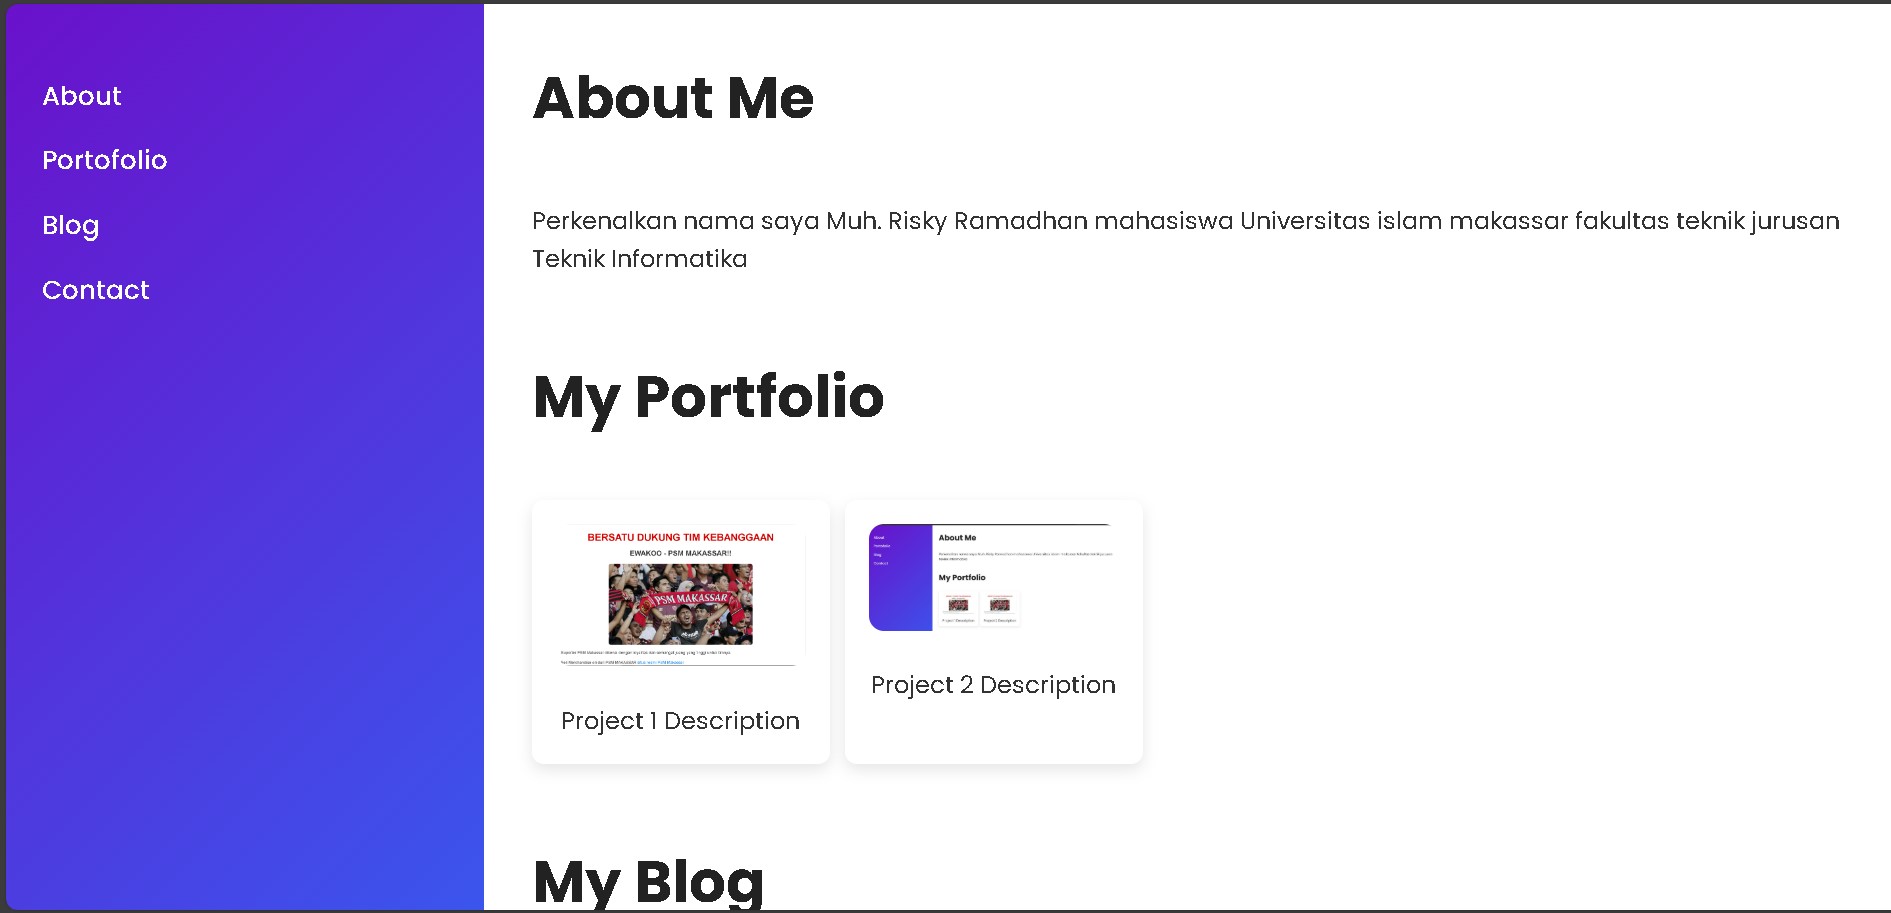 About
Portofolio
Blog
Contact
About Me
Perkenalkan nama saya Muh. Risky Ramadhan mahasiswa Universitas islam makassar fakultas teknik jurusan
Teknik Informatika
My Portfolio
BERSATU DUKUNG TIM KEBANGGAAN
EWAKOO - PSM MAKASSAR!!
PSM MAKASSAR
Project 1 Description
About Me
My Portfolio
Project 2 Description
My Blog